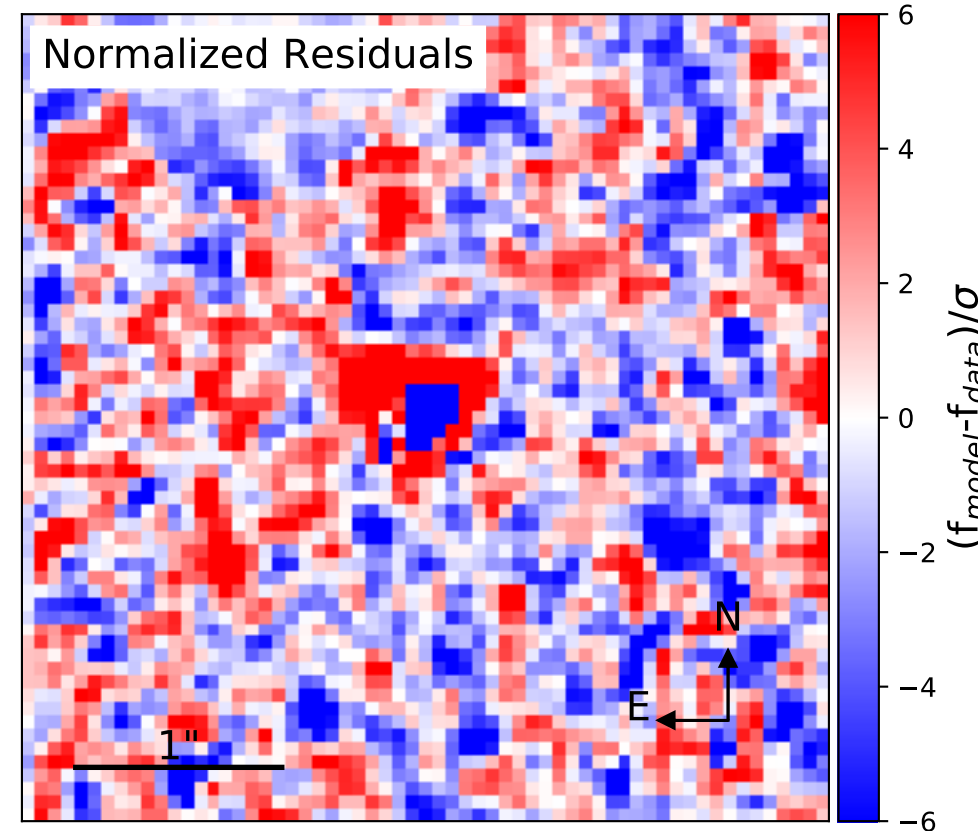 Normalized Residuals
6
4
2
0
−2
−4
−6
(f_model-f_data)/σ
N
E
1"